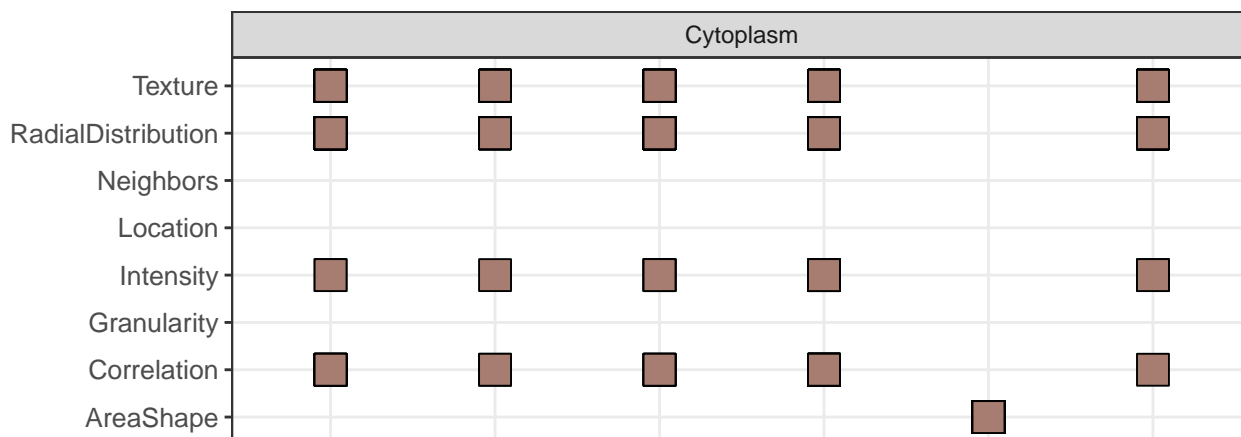 Cytoplasm
Texture
RadialDistribution
Neighbors
Location
Intensity
Granularity
Correlation
AreaShape